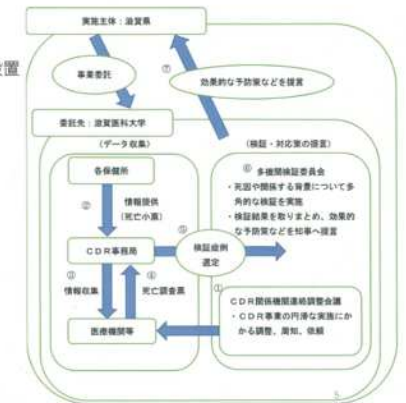 実施主体：滋賀県
置
事業委託
⑦
効果的な予防策などを提言
委託先：滋賀医科大学
（データ収集）
（検証・対応策の提言）
各保健所
②
情報提供
（死亡小票）
⑥ 多機関検証委員会
・死因や関係する背景について多
角的な検証を実施
・検証結果を取りまとめ、効果的
な予防策などを知事へ提言
⑤
CDR事務局
検証症例
選定
③
情報収集
④
死亡調査票
①
CDR関係機関連絡調整会議
・CDR事業の円滑な実施にか
かる調整、周知、依頼
医療機関等
5